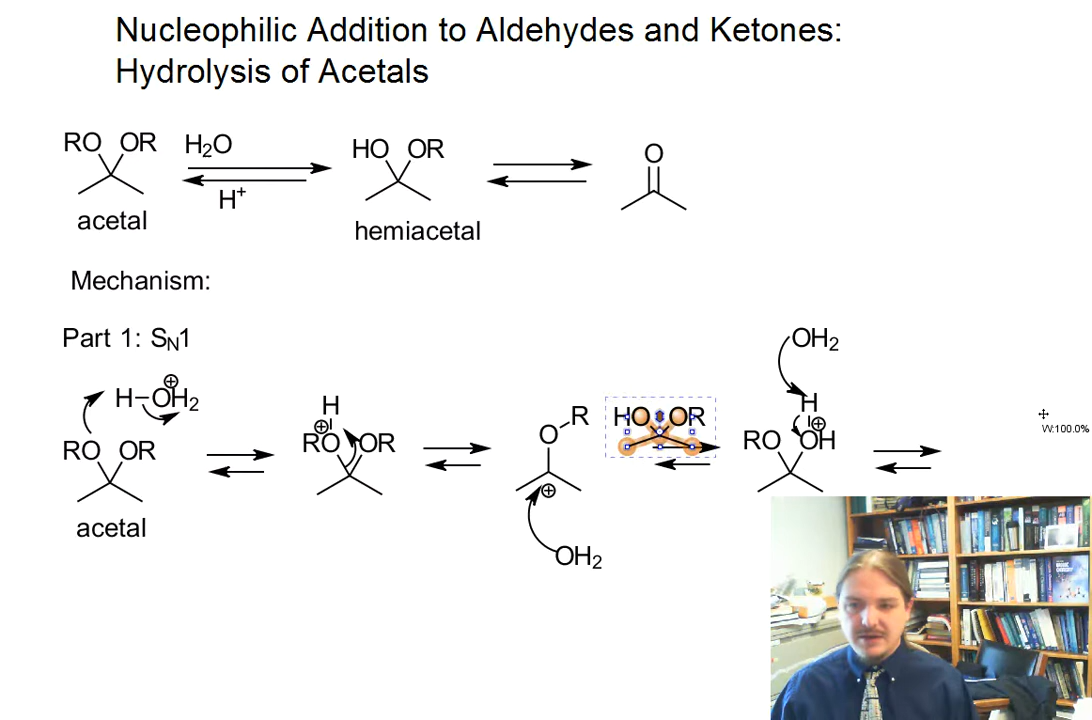 Nucleophilic Addition to Aldehydes and Ketones:
Hydrolysis of Acetals
RO OR H₂O HO OR O
H⁺
acetal
hemiacetal
Mechanism:
Part 1: SN1
H-OH₂ ⊕
RO OR
acetal
H
⊕
RO OR
O-R
⊕
OH₂
HO OR
OH₂
H
⊕
RO OH
W:100.0%